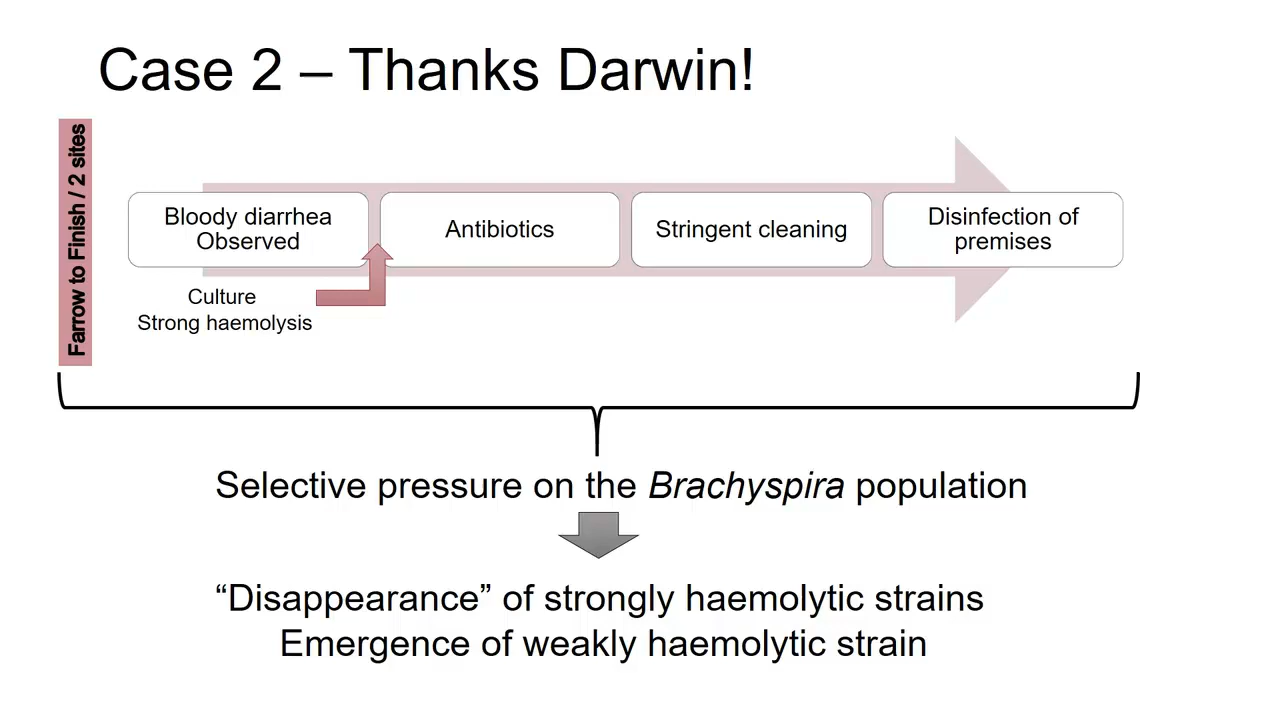 Case 2 – Thanks Darwin!
Farrow to Finish / 2 sites
Bloody diarrhea
Observed
Antibiotics
Stringent cleaning
Disinfection of
premises
Culture
Strong haemolysis
Selective pressure on the Brachyspira population
“Disappearance” of strongly haemolytic strains
Emergence of weakly haemolytic strain